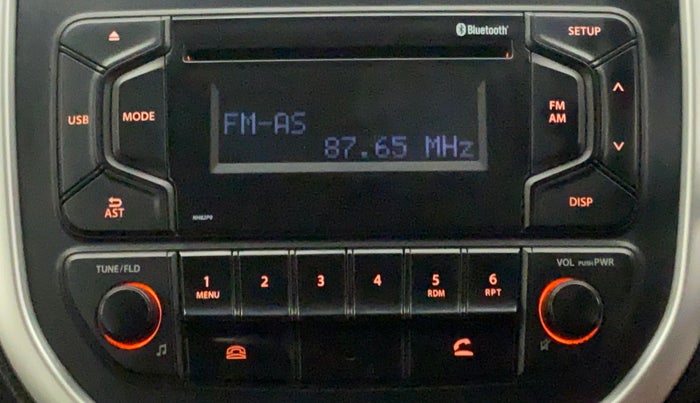 Bluetooth
SETUP
USB
MODE
FM-AS
87.65 MHz
FM
AM
AST
DISP
TUNE/FLD
VOL PUSH PWR
1
MENU
2
3
4
5
RDM
6
RPT